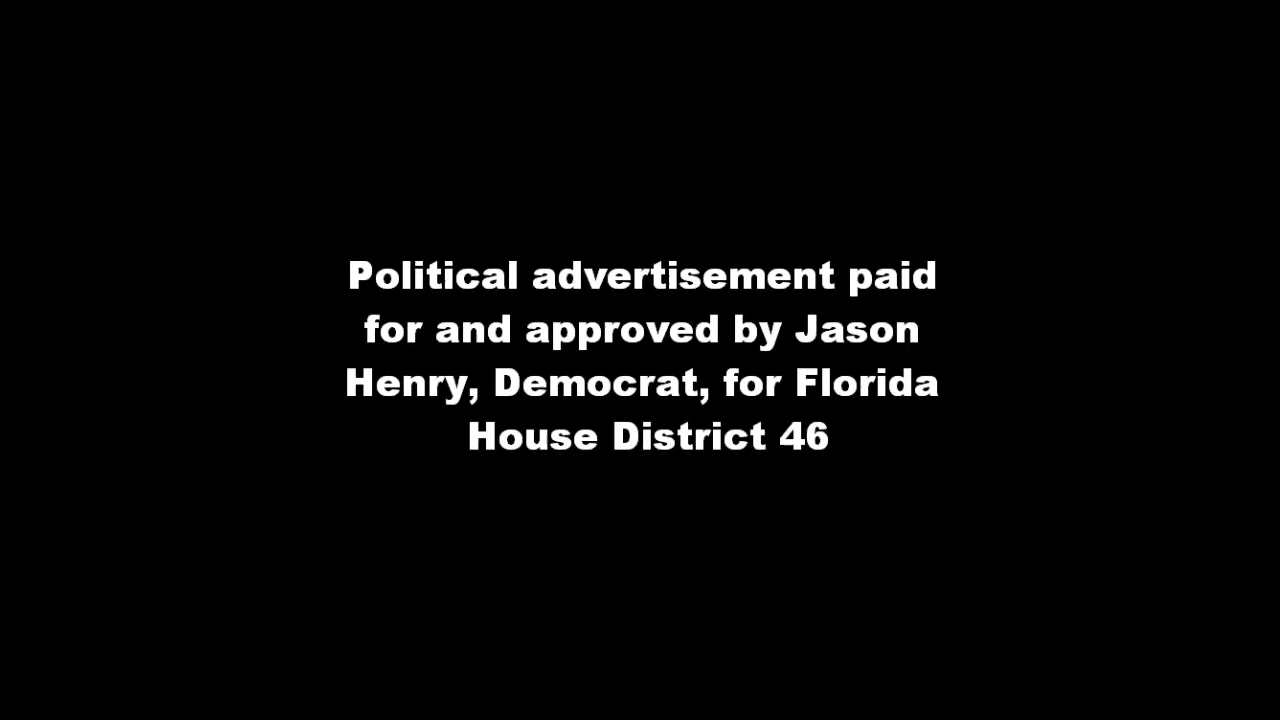 Political advertisement paid
for and approved by Jason
Henry, Democrat, for Florida
House District 46